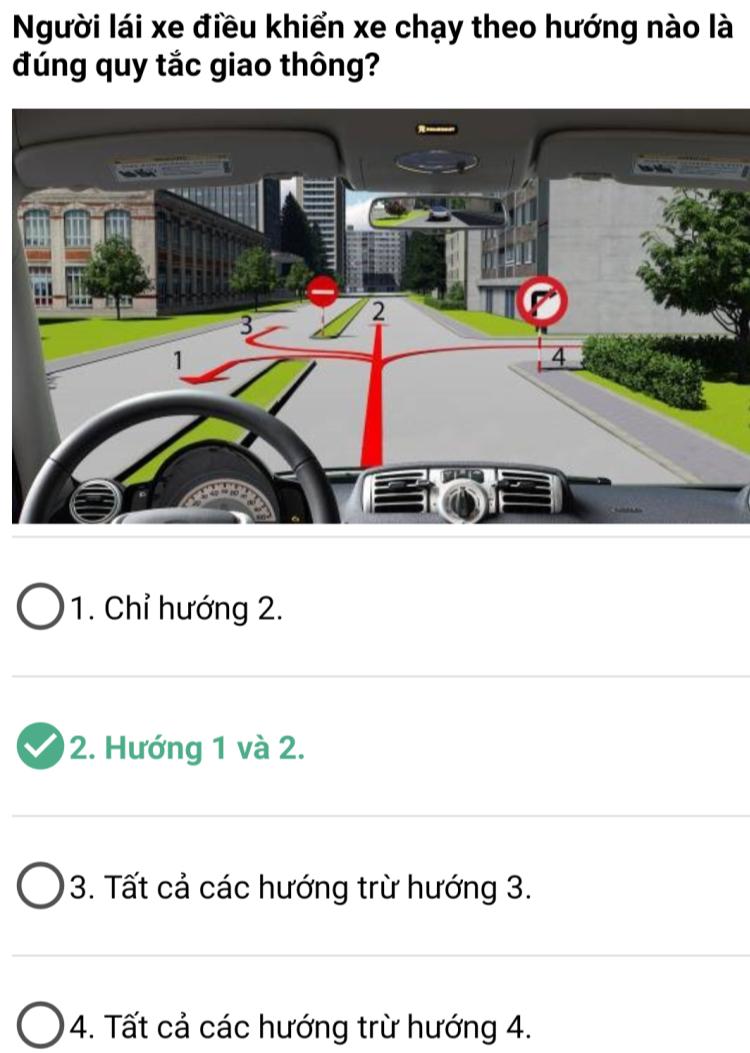 Người lái xe điều khiển xe chạy theo hướng nào là
đúng quy tắc giao thông?
2
3
1
4
1. Chỉ hướng 2.
2. Hướng 1 và 2.
3. Tất cả các hướng trừ hướng 3.
4. Tất cả các hướng trừ hướng 4.